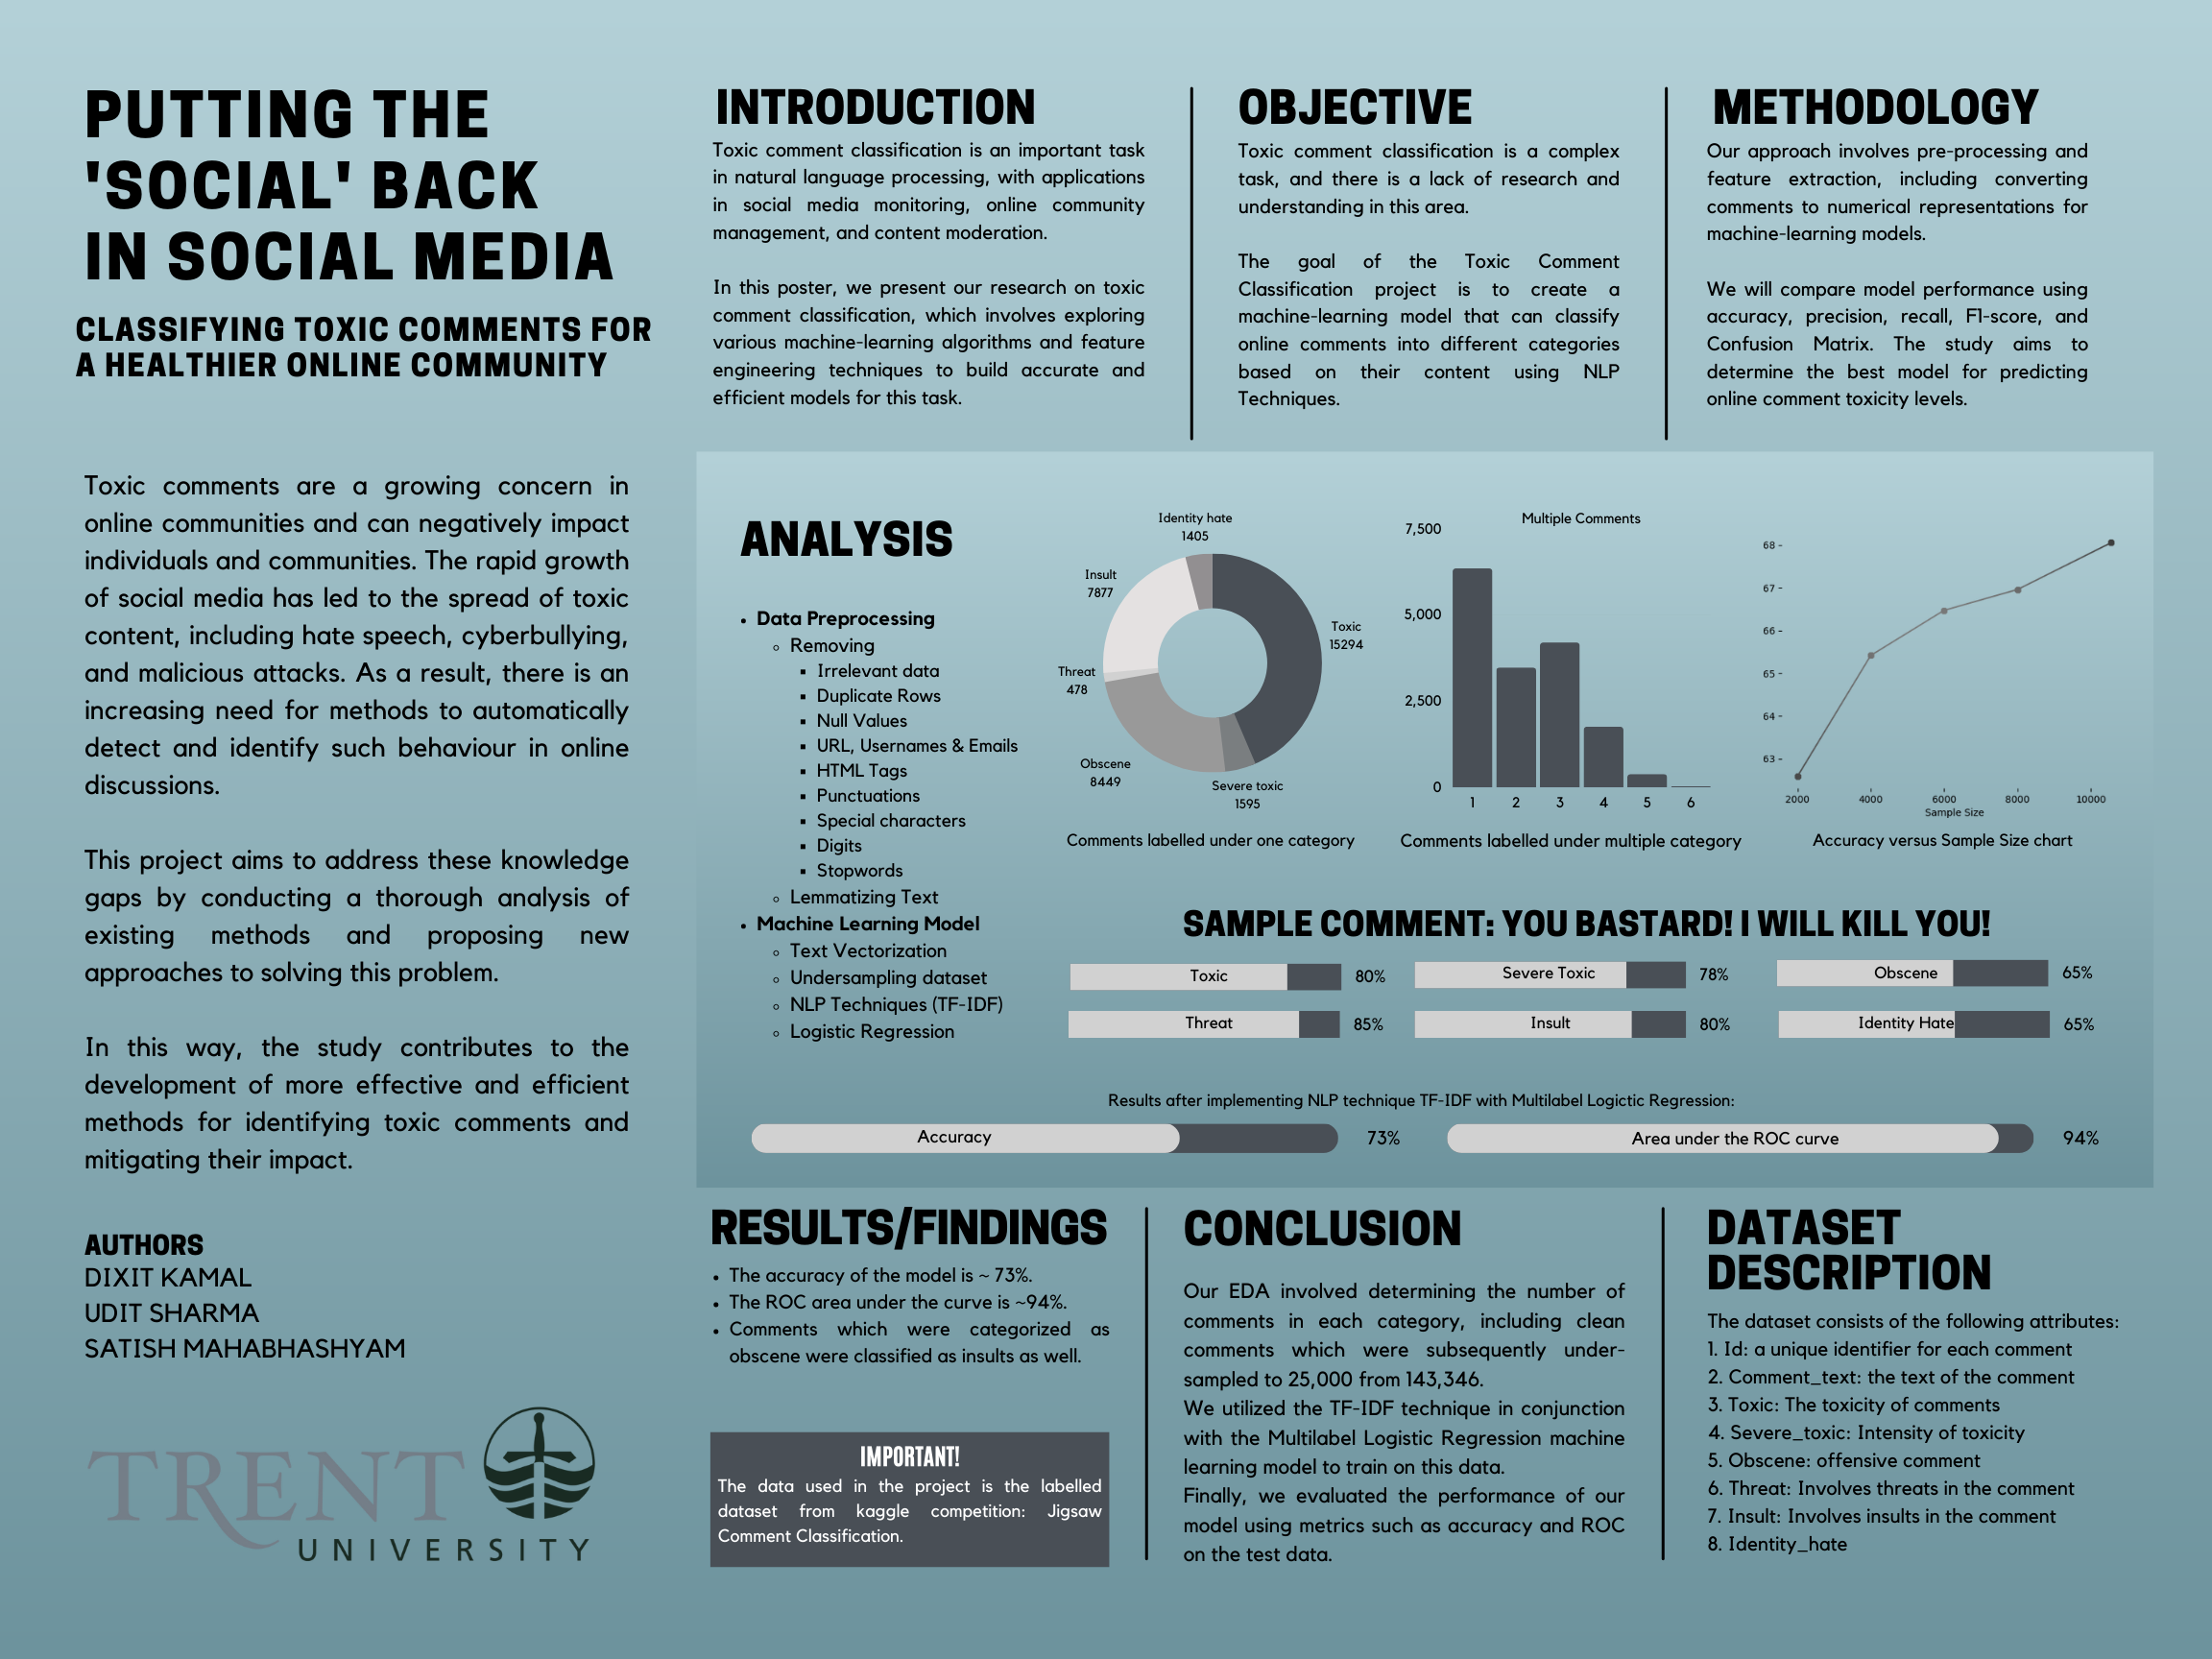 PUTTING THE
'SOCIAL' BACK
IN SOCIAL MEDIA
CLASSIFYING TOXIC COMMENTS FOR
A HEALTHIER ONLINE COMMUNITY
Toxic comments are a growing concern in
online communities and can negatively impact
individuals and communities. The rapid growth
of social media has led to the spread of toxic
content, including hate speech, cyberbullying,
and malicious attacks. As a result, there is an
increasing need for methods to automatically
detect and identify such behaviour in online
discussions.
This project aims to address these knowledge
gaps by conducting a thorough analysis of
existing methods and proposing new
approaches to solving this problem.
In this way, the study contributes to the
development of more effective and efficient
methods for identifying toxic comments and
mitigating their impact.
AUTHORS
DIXIT KAMAL
UDIT SHARMA
SATISH MAHABHASHYAM
TRENT
UNIVERSITY
INTRODUCTION
Toxic comment classification is an important task
in natural language processing, with applications
in social media monitoring, online community
management, and content moderation.
In this poster, we present our research on toxic
comment classification, which involves exploring
various machine-learning algorithms and feature
engineering techniques to build accurate and
efficient models for this task.
OBJECTIVE
Toxic comment classification is a complex
task, and there is a lack of research and
understanding in this area.
The goal of the Toxic Comment
Classification project is to create a
machine-learning model that can classify
online comments into different categories
based on their content using NLP
Techniques.
METHODOLOGY
Our approach involves pre-processing and
feature extraction, including converting
comments to numerical representations for
machine-learning models.
We will compare model performance using
accuracy, precision, recall, F1-score, and
Confusion Matrix. The study aims to
determine the best model for predicting
online comment toxicity levels.
ANALYSIS
• Data Preprocessing
◦ Removing
▪ Irrelevant data
▪ Duplicate Rows
▪ Null Values
▪ URL, Usernames & Emails
▪ HTML Tags
▪ Punctuations
▪ Special characters
▪ Digits
▪ Stopwords
◦ Lemmatizing Text
• Machine Learning Model
◦ Text Vectorization
◦ Undersampling dataset
◦ NLP Techniques (TF-IDF)
◦ Logistic Regression
Identity hate
1405
Insult
7877
Toxic
15294
Threat
478
Obscene
8449
Severe toxic
1595
Comments labelled under one category
Multiple Comments
7,500
5,000
2,500
0
1 2 3 4 5 6
Comments labelled under multiple category
68
67
66
65
64
63
2000 4000 6000 8000 10000
Sample Size
Accuracy versus Sample Size chart
SAMPLE COMMENT: YOU BASTARD! I WILL KILL YOU!
Toxic 80% Severe Toxic 78% Obscene 65%
Threat 85% Insult 80% Identity Hate 65%
Results after implementing NLP technique TF-IDF with Multilabel Logictic Regression:
Accuracy 73% Area under the ROC curve 94%
RESULTS/FINDINGS
• The accuracy of the model is ~ 73%.
• The ROC area under the curve is ~94%.
• Comments which were categorized as
obscene were classified as insults as well.
IMPORTANT!
The data used in the project is the labelled
dataset from kaggle competition: Jigsaw
Comment Classification.
CONCLUSION
Our EDA involved determining the number of
comments in each category, including clean
comments which were subsequently under-
sampled to 25,000 from 143,346.
We utilized the TF-IDF technique in conjunction
with the Multilabel Logistic Regression machine
learning model to train on this data.
Finally, we evaluated the performance of our
model using metrics such as accuracy and ROC
on the test data.
DATASET
DESCRIPTION
The dataset consists of the following attributes:
1. Id: a unique identifier for each comment
2. Comment_text: the text of the comment
3. Toxic: The toxicity of comments
4. Severe_toxic: Intensity of toxicity
5. Obscene: offensive comment
6. Threat: Involves threats in the comment
7. Insult: Involves insults in the comment
8. Identity_hate